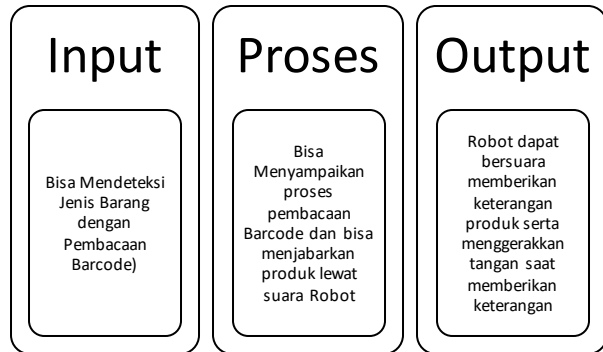 Input
Bisa Mendeteksi
Jenis Barang
dengan
Pembacaan
Barcode)
Proses
Bisa
Menyampaikan
proses
pembacaan
Barcode dan bisa
menjabarkan
produk lewat
suara Robot
Output
Robot dapat
bersuara
memberikan
keterangan
produk serta
menggerakkan
tangan saat
memberikan
keterangan